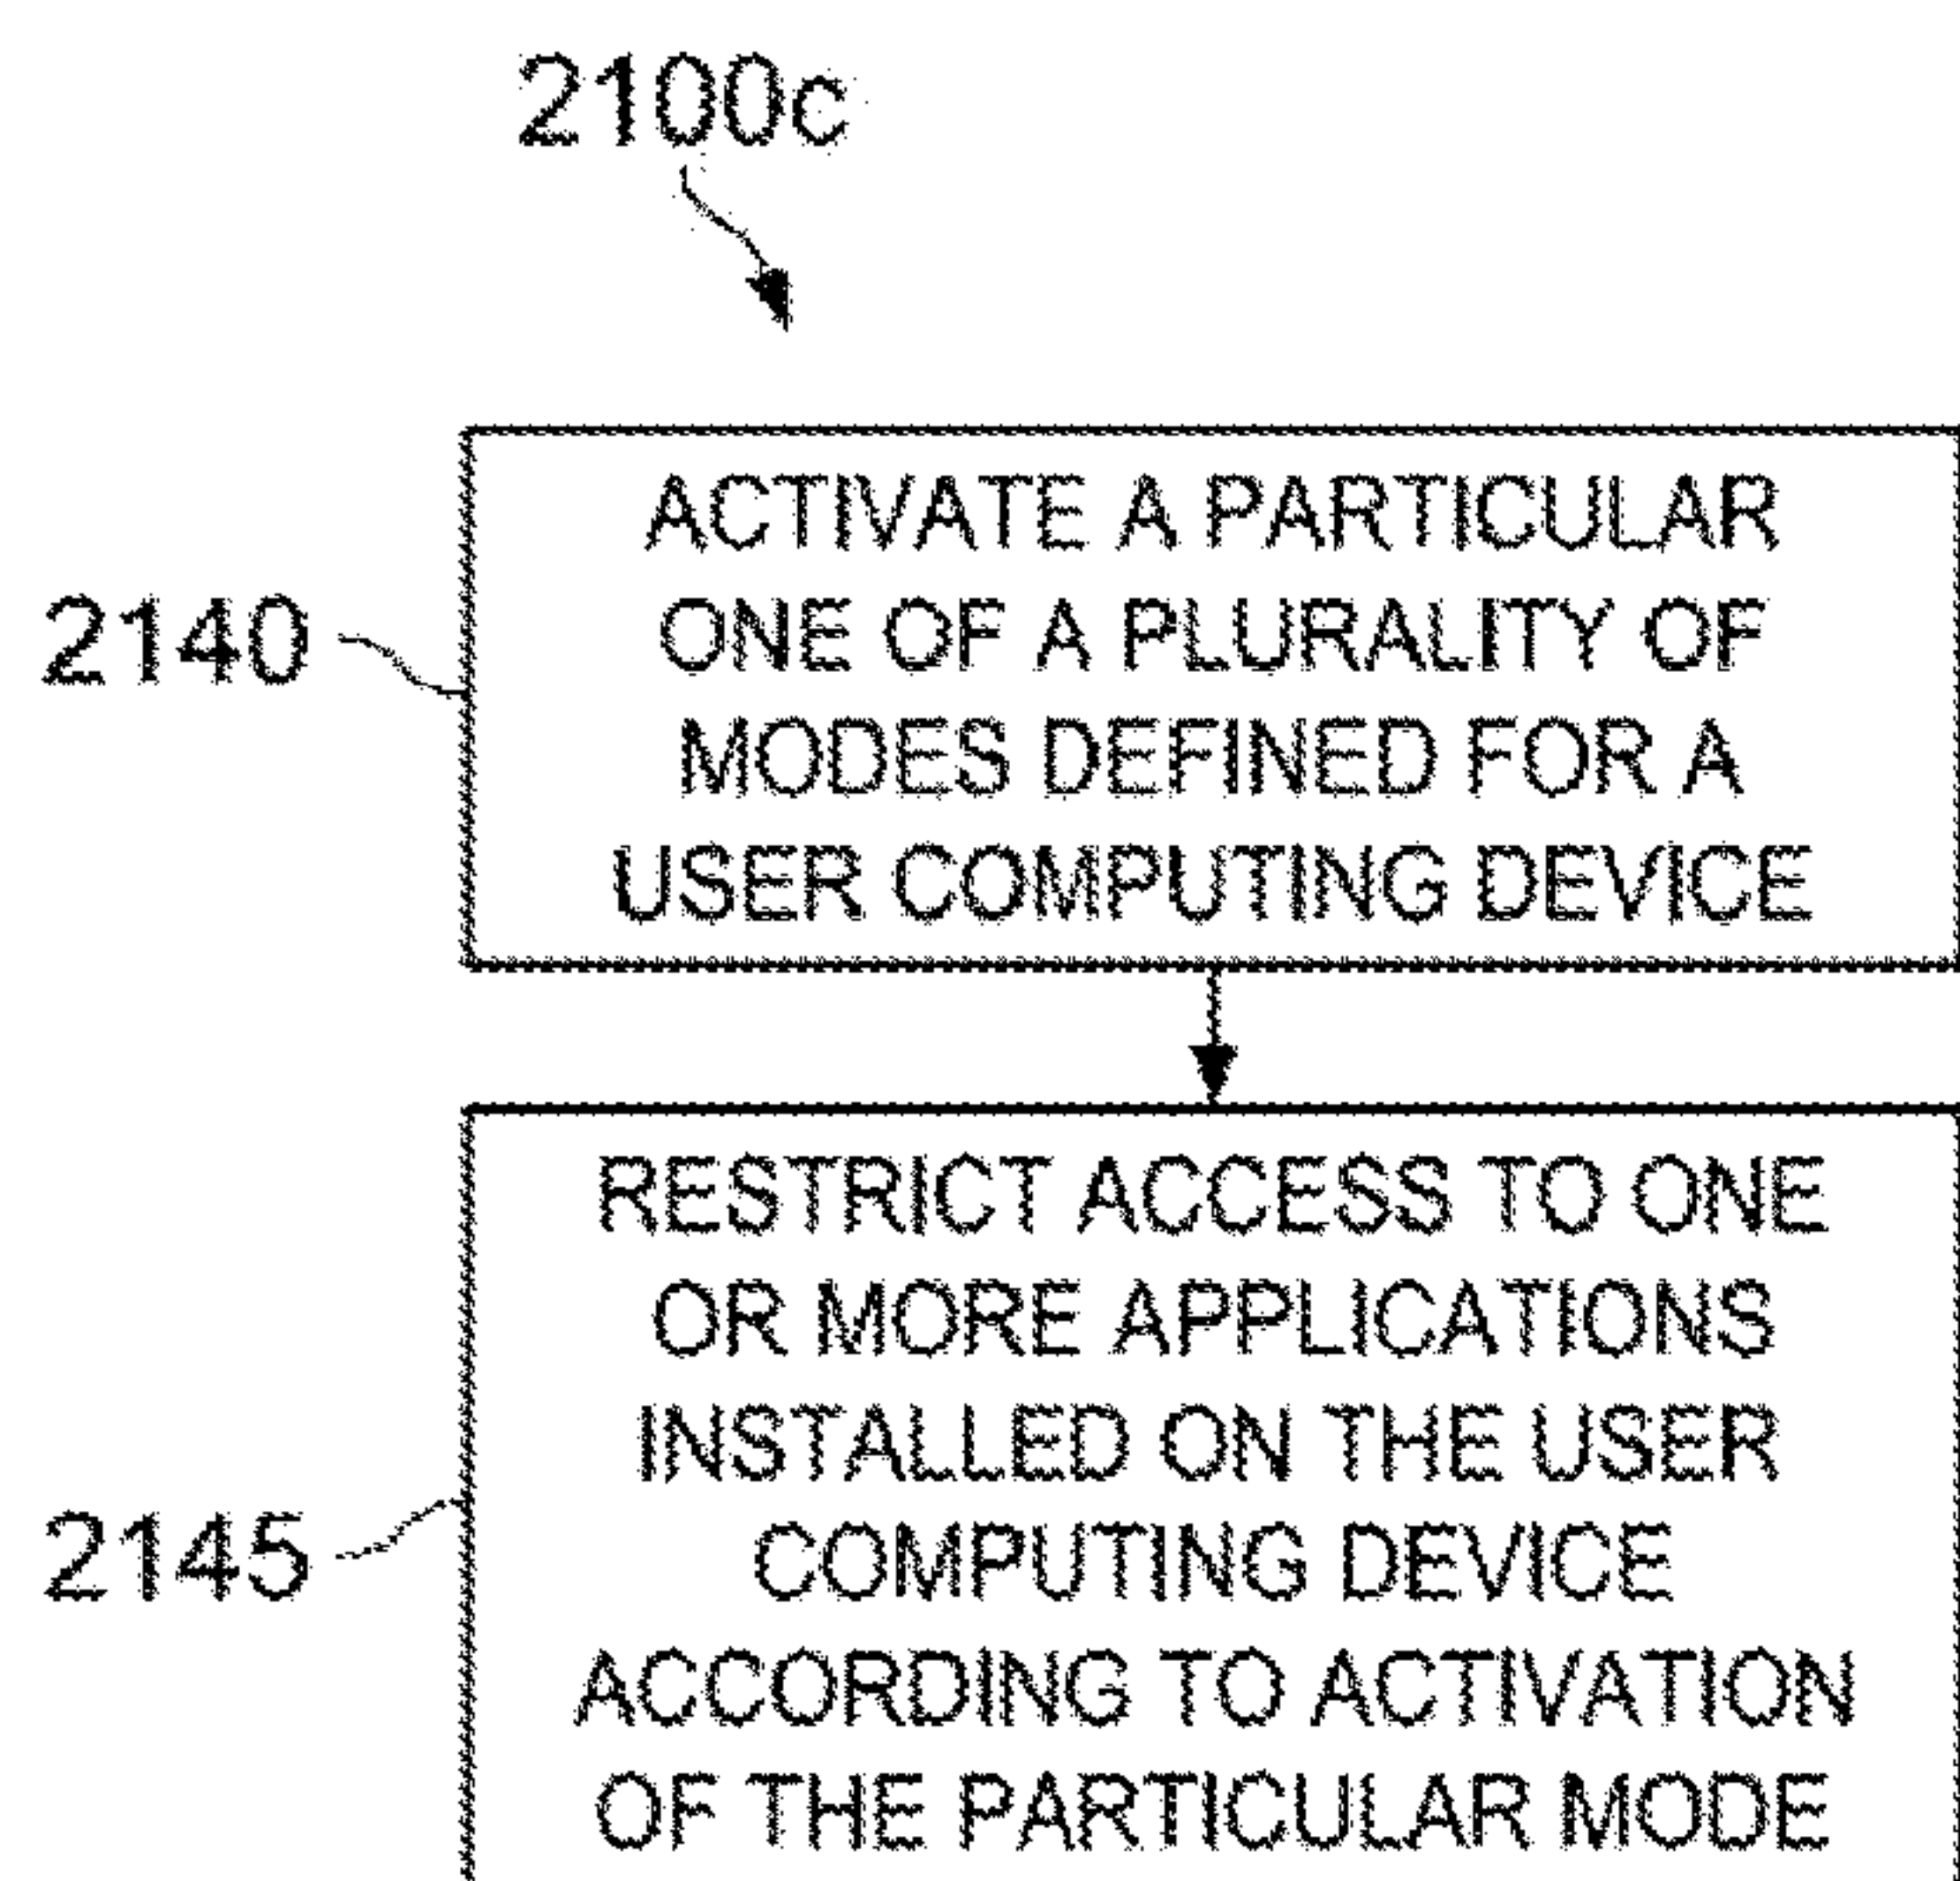 2100c
ACTIVATE A PARTICULAR
ONE OF A PLURALITY OF
MODES DEFINED FOR A
USER COMPUTING DEVICE
2140
RESTRICT ACCESS TO ONE
OR MORE APPLICATIONS
INSTALLED ON THE USER
COMPUTING DEVICE
ACCORDING TO ACTIVATION
OF THE PARTICULAR MODE
2145